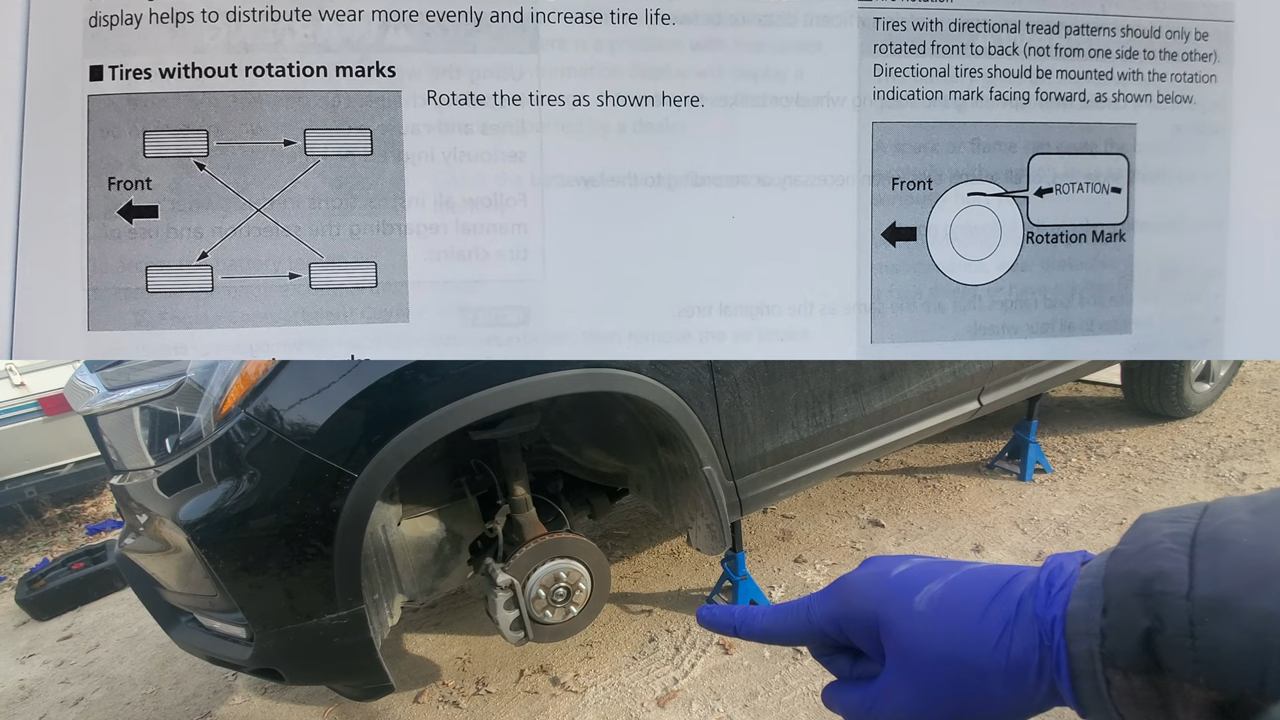 display helps to distribute wear more evenly and increase tire life.
■ Tires without rotation marks
Rotate the tires as shown here.
Front
Tires with directional tread patterns should only be
rotated front to back (not from one side to the other).
Directional tires should be mounted with the rotation
indication mark facing forward, as shown below.
Front
ROTATION
Rotation Mark